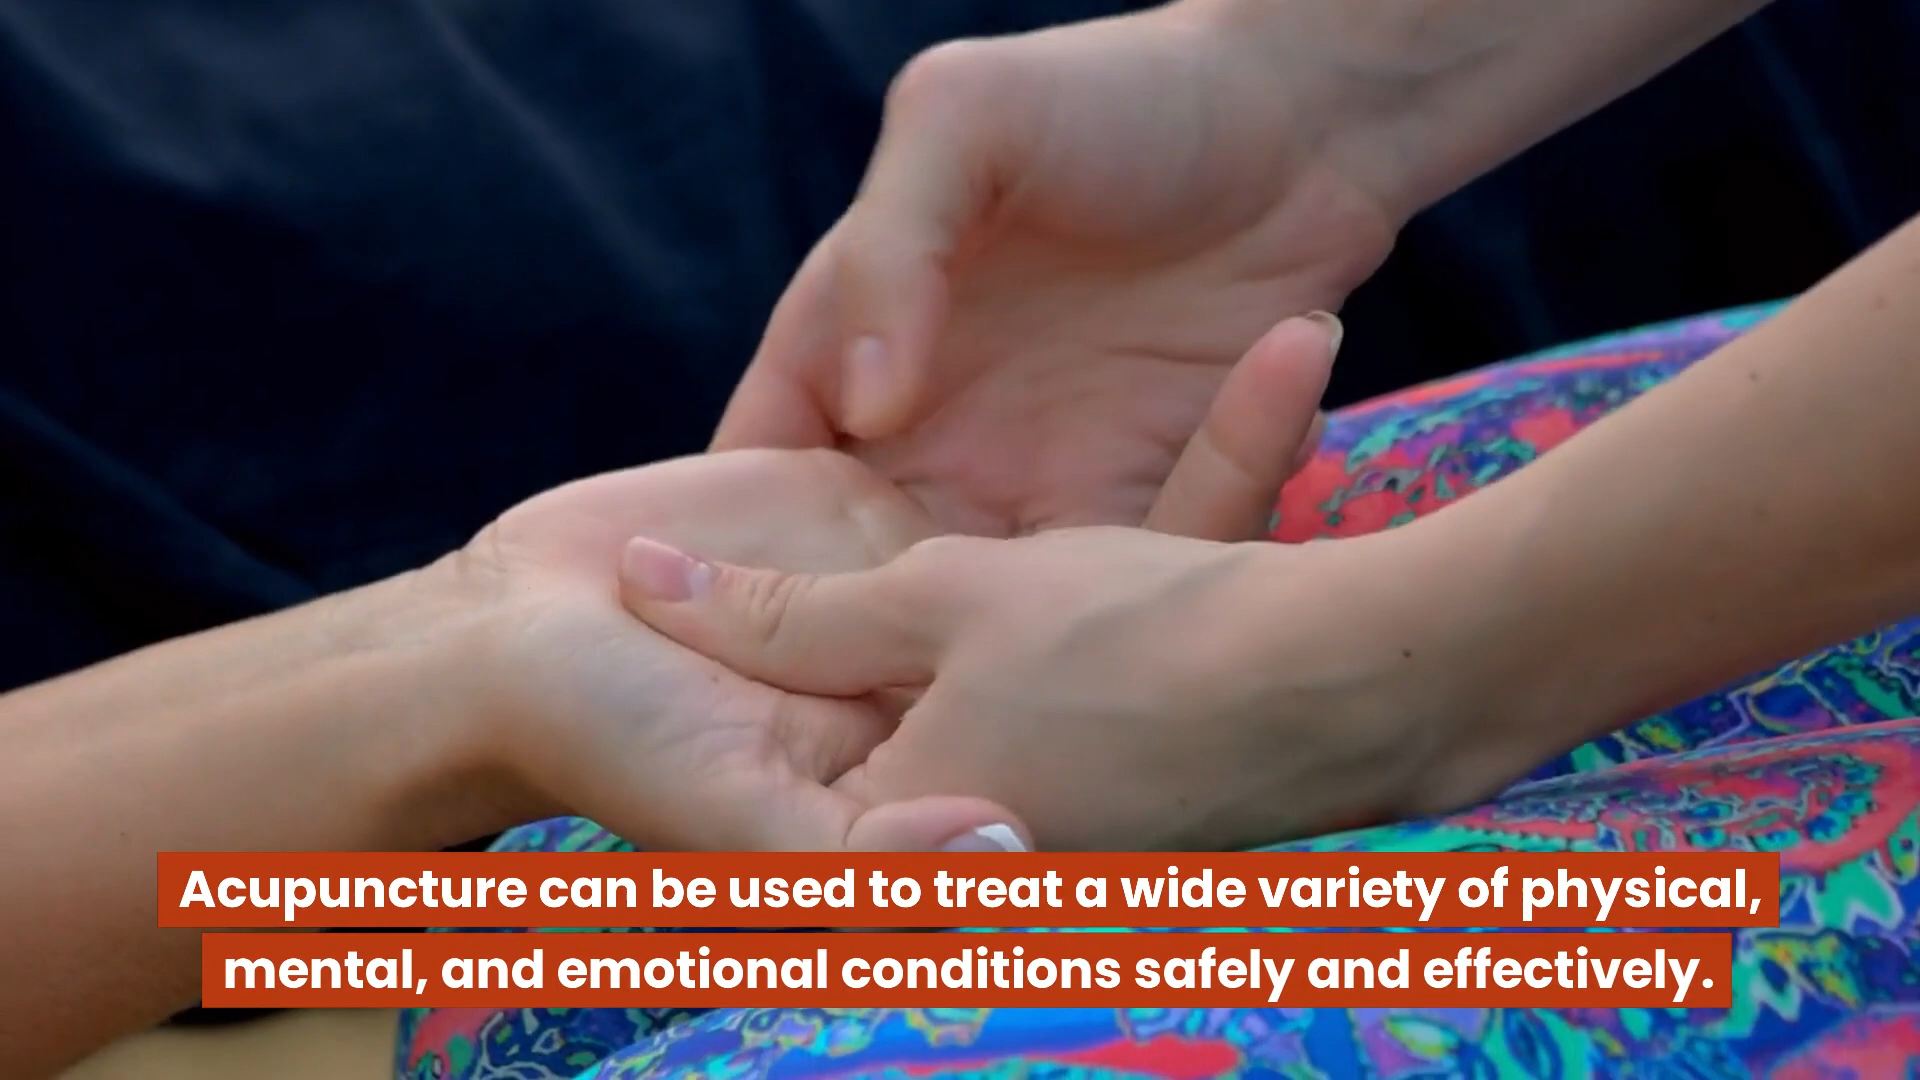 Acupuncture can be used to treat a wide variety of physical,
mental, and emotional conditions safely and effectively.